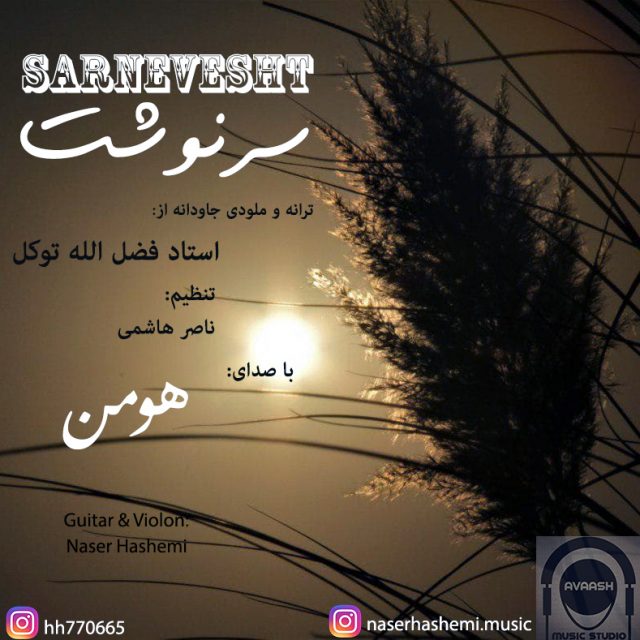 SARNEVESHT
سرنوشت
ترانه و ملودی جاودانه از:
استاد فضل الله توکل
تنظیم:
ناصر هاشمی
با صدای:
هومن
Guitar & Violon:
Naser Hashemi
hh770665
naserhashemi.music
AVAASH
MUSIC STUDIO